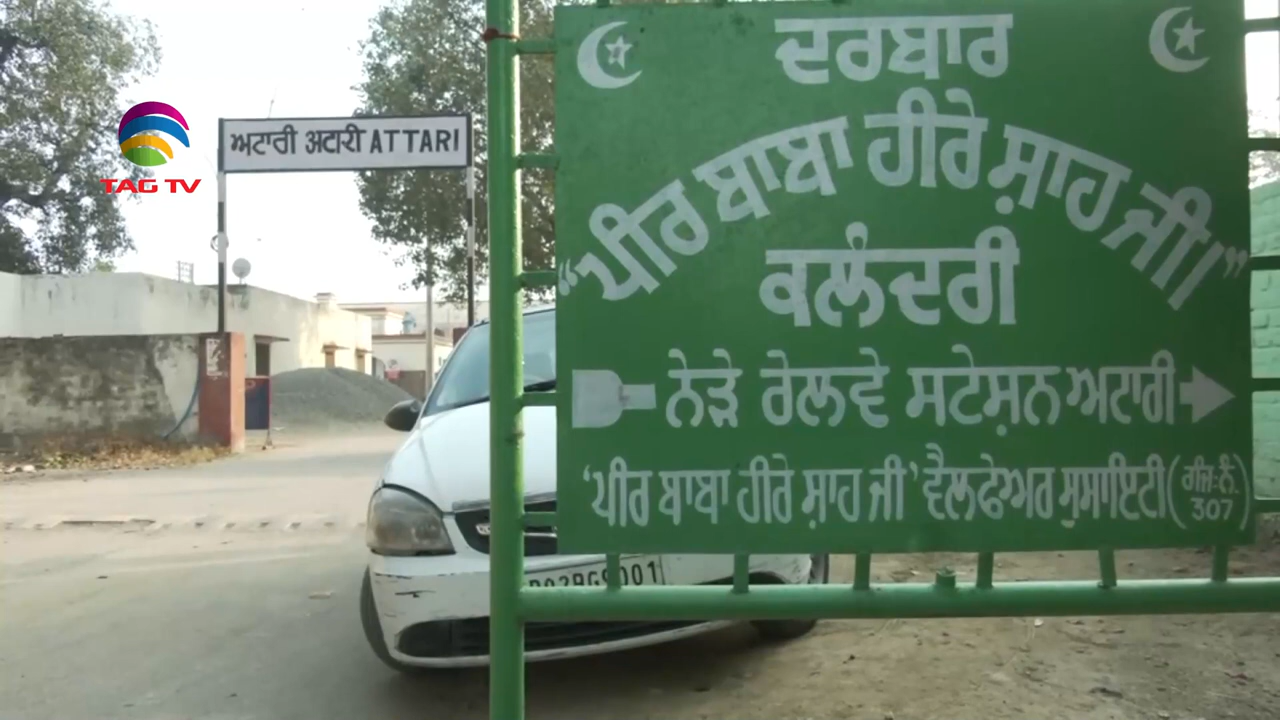 TAG TV
ਅਟਾਰੀ अटारी ATTARI
ਦਰਬਾਰ
“ਪੀਰ ਬਾਬਾ ਹੀਰੇ ਸ਼ਾਹ ਜੀ।”
ਕਲੰਦਰੀ
ਨੇੜੇ ਰੇਲਵੇ ਸਟੇਸ਼ਨ ਅਟਾਰੀ
‘ਪੀਰ ਬਾਬਾ ਹੀਰੇ ਸ਼ਾਹ ਜੀ’ ਵੈਲਫੇਅਰ ਸੁਸਾਇਟੀ (ਰਜਿ: ਨੰ. 307)